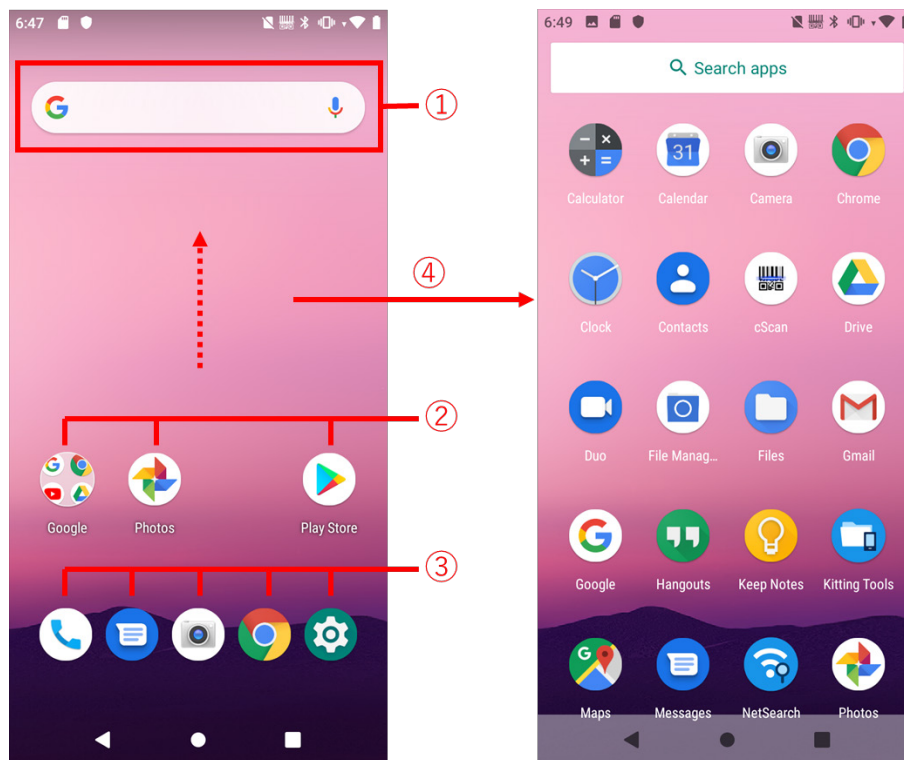 6:47
①
④
②
Google Photos Play Store
③
6:49
Search apps
31
Calculator Calendar Camera Chrome
Clock Contacts cScan Drive
Duo File Manag... Files Gmail
Google Hangouts Keep Notes Kitting Tools
Maps Messages NetSearch Photos